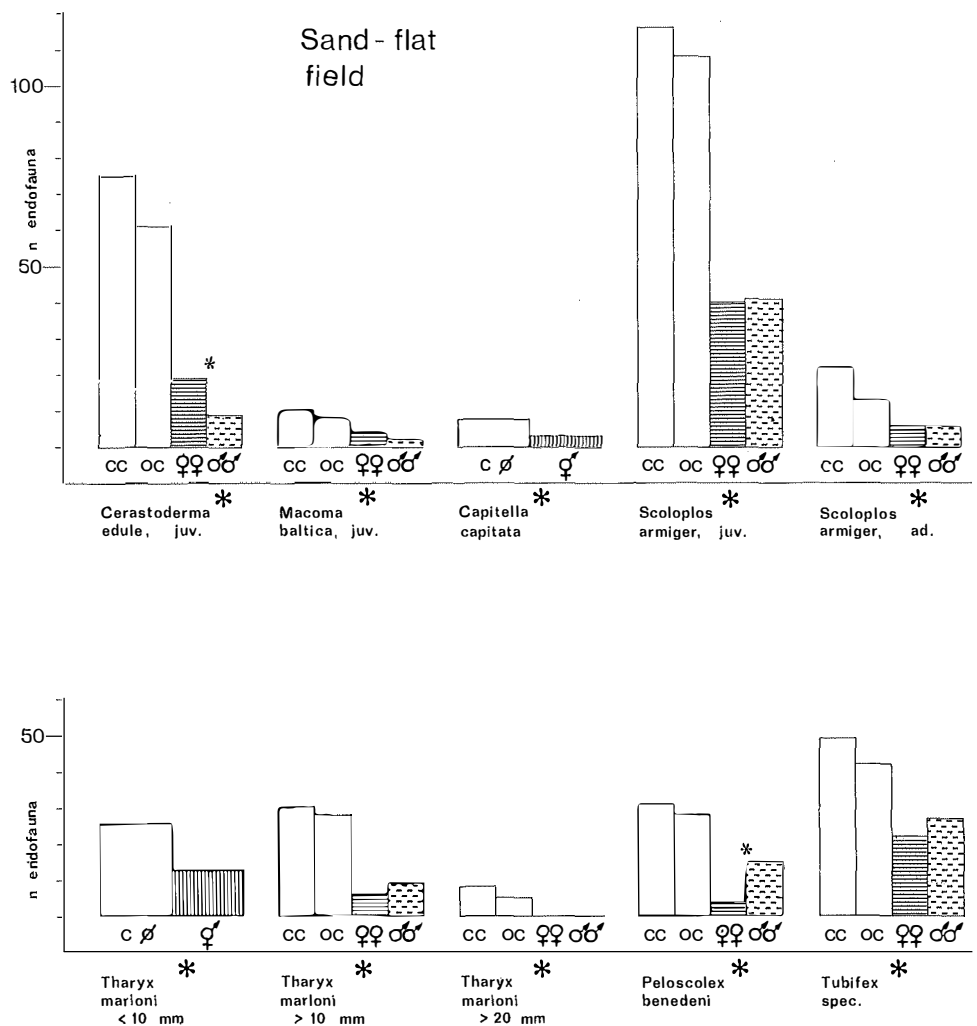 Sand-flat
field
100
50
n endofauna
cc oc ♀♀ ♂♂ cc oc ♀♀ ♂♂ c ø ⚥ cc oc ♀♀ ♂♂ cc oc ♀♀ ♂♂
*
* * * * *
Cerastoderma
edule, juv.
Macoma
baltica, juv.
Capitella
capitata
Scoloplos
armiger, juv.
Scoloplos
armiger, ad.
50
n endofauna
*
c ø ⚥ cc oc ♀♀ ♂♂ cc oc ♀♀ ♂♂ cc oc ♀♀ ♂♂ cc oc ♀♀ ♂♂
* * * * *
Tharyx
marioni
<10 mm
Tharyx
marioni
>10 mm
Tharyx
marioni
>20 mm
Peloscolex
benedeni
Tubifex
spec.